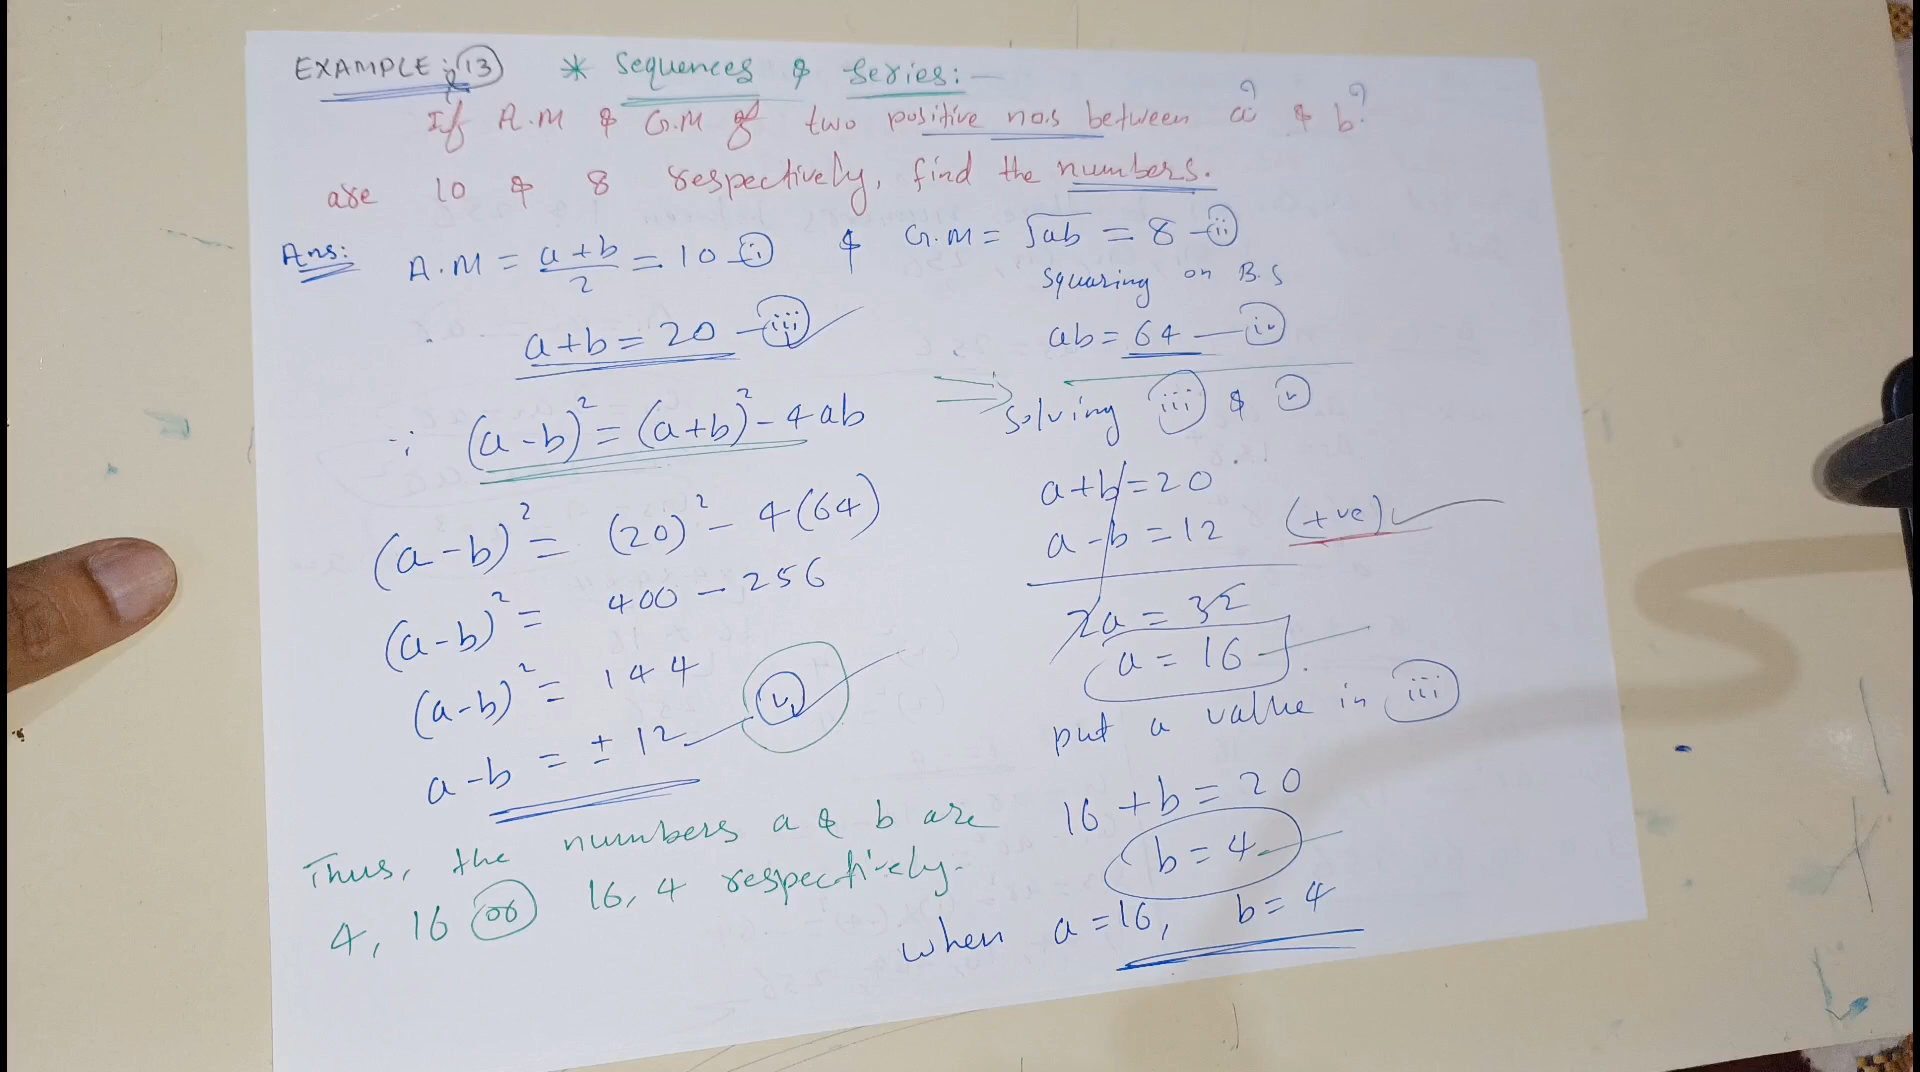 EXAMPLE: 13 * Sequences & Series:-
If A.M & G.M of two positive nos between a? & b?
are 10 & 8 respectively, find the numbers.
Ans: A.M = (a+b)/2 = 10 - (i) & G.M = √ab = 8 - (ii)
Squaring on B.S
a+b = 20 - (iii)
ab = 64 - (iv)
∵ (a-b)² = (a+b)² - 4ab
(a-b)² = (20)² - 4(64)
(a-b)² = 400 - 256
(a-b)² = 144
a-b = ± 12 - (v)
⇒ Solving (iii) & (v)
a+b = 20
a-b = 12 (+ve)
2a = 32
a = 16
put a value in (iii)
16 + b = 20
b = 4
when a = 16, b = 4
Thus, the numbers a & b are
4, 16 or 16, 4 respectively.